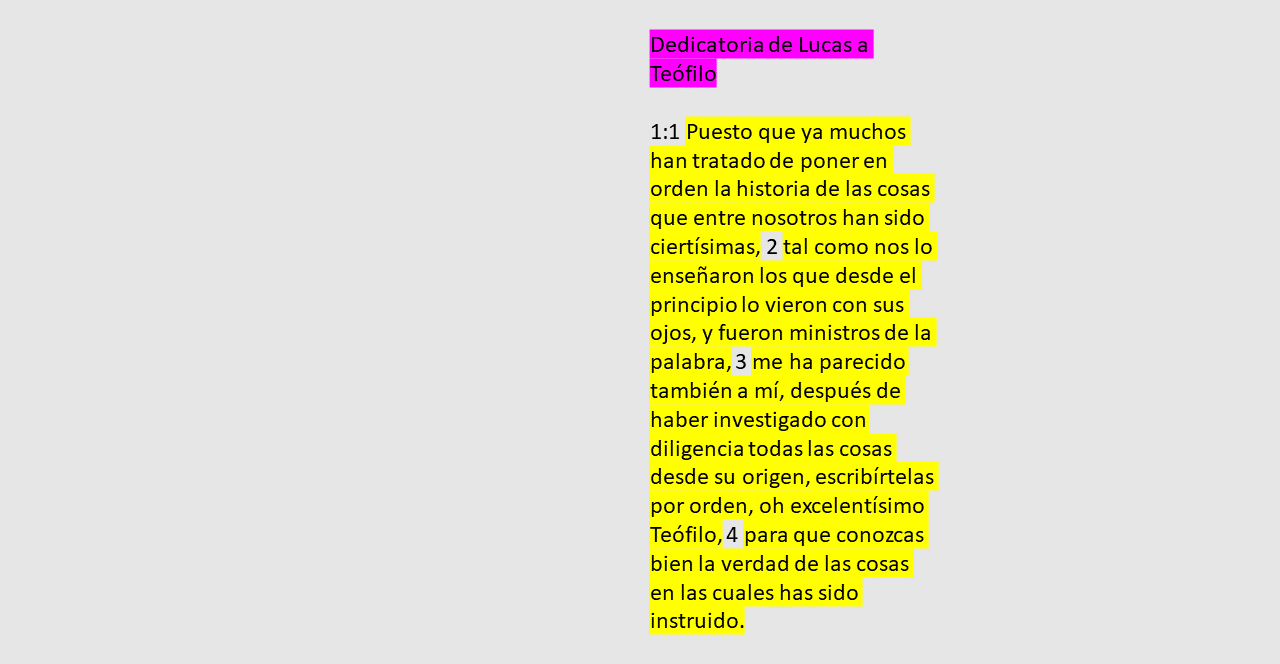 Dedicatoria de Lucas a
Teófilo
1:1 Puesto que ya muchos
han tratado de poner en
orden la historia de las cosas
que entre nosotros han sido
ciertísimas, 2 tal como nos lo
enseñaron los que desde el
principio lo vieron con sus
ojos, y fueron ministros de la
palabra, 3 me ha parecido
también a mí, después de
haber investigado con
diligencia todas las cosas
desde su origen, escribírtelas
por orden, oh excelentísimo
Teófilo, 4 para que conozcas
bien la verdad de las cosas
en las cuales has sido
instruido.